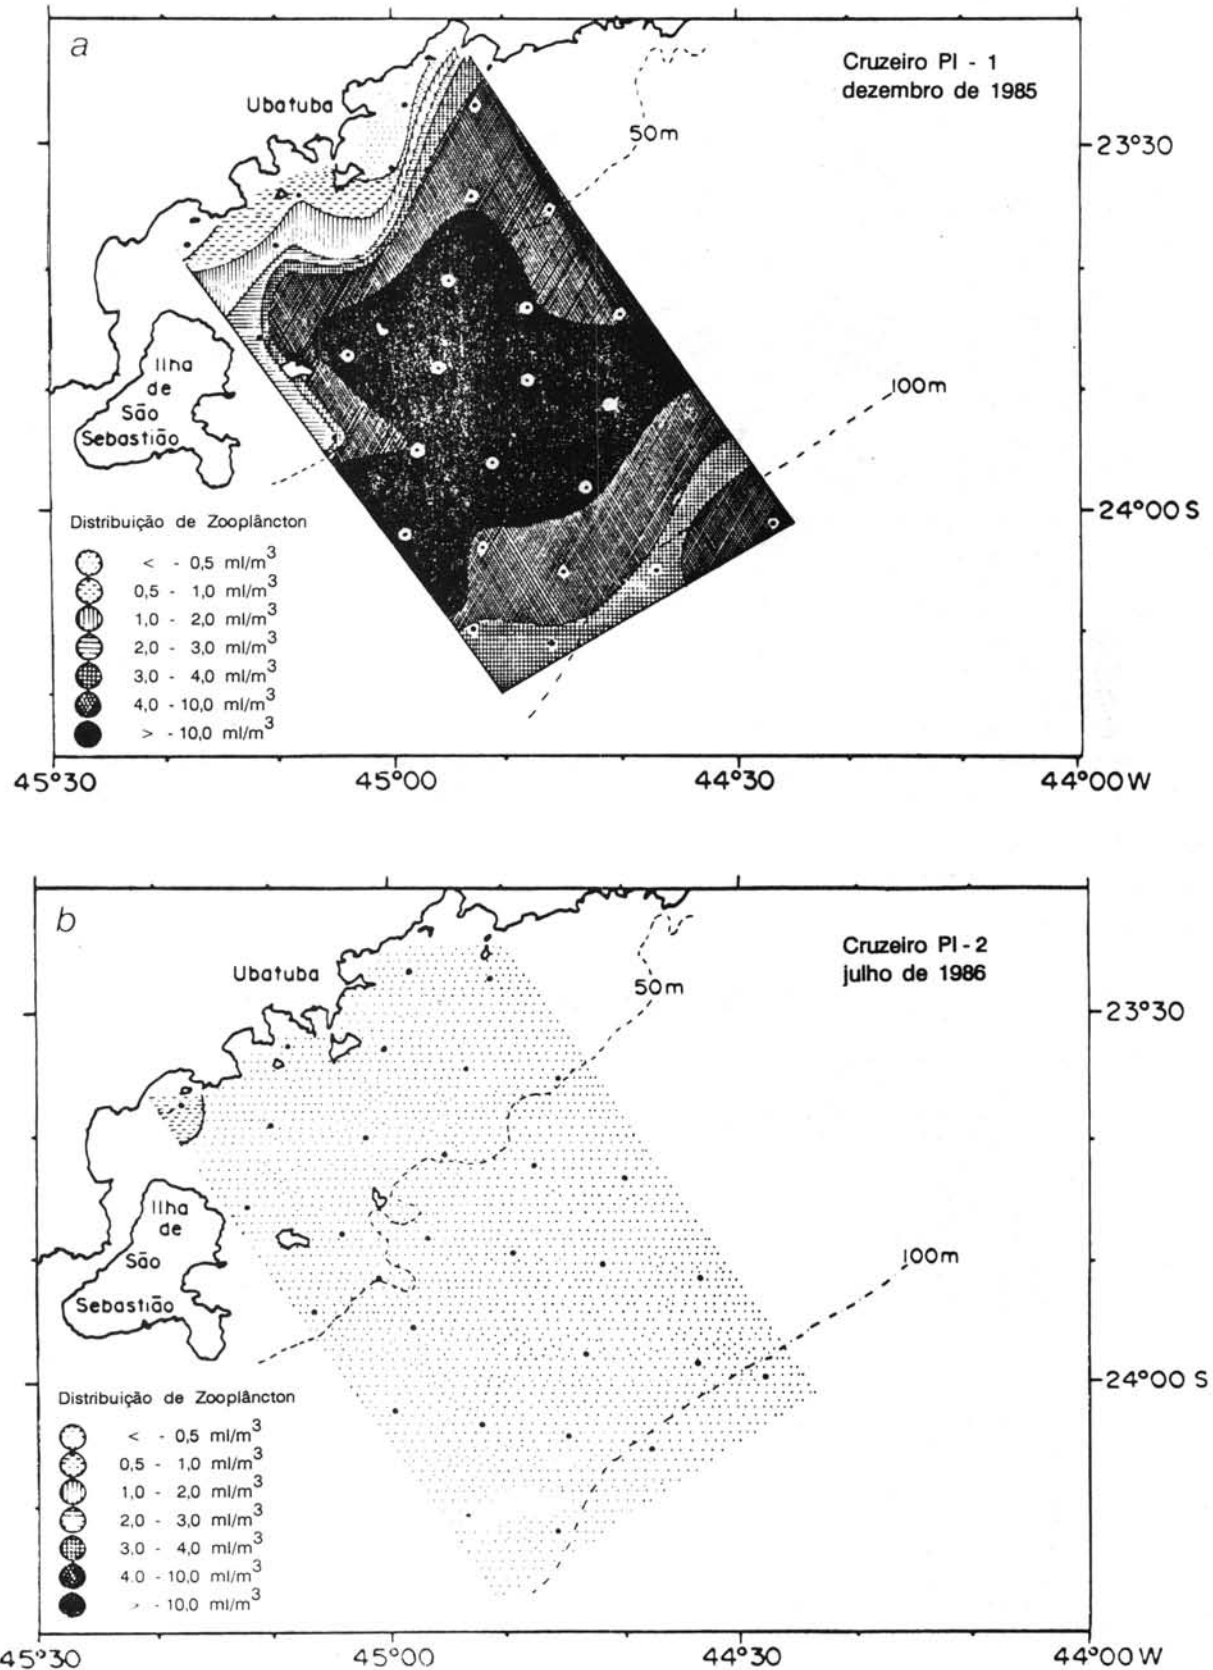 a
Cruzeiro PI - 1
dezembro de 1985
Ubatuba
50m
23°30
Ilha
de
São
Sebastião
100m
24°00 S
Distribuição de Zooplâncton
< - 0,5 ml/m³
0,5 - 1,0 ml/m³
1,0 - 2,0 ml/m³
2,0 - 3,0 ml/m³
3,0 - 4,0 ml/m³
4,0 - 10,0 ml/m³
> - 10,0 ml/m³
45°30
45°00
44°30
44°00 W
b
Cruzeiro PI - 2
julho de 1986
Ubatuba
50m
23°30
Ilha
de
São
Sebastião
100m
24°00 S
Distribuição de Zooplâncton
< - 0,5 ml/m³
0,5 - 1,0 ml/m³
1,0 - 2,0 ml/m³
2,0 - 3,0 ml/m³
3,0 - 4,0 ml/m³
4.0 - 10,0 ml/m³
> - 10,0 ml/m³
45°30
45°00
44°30
44°00 W